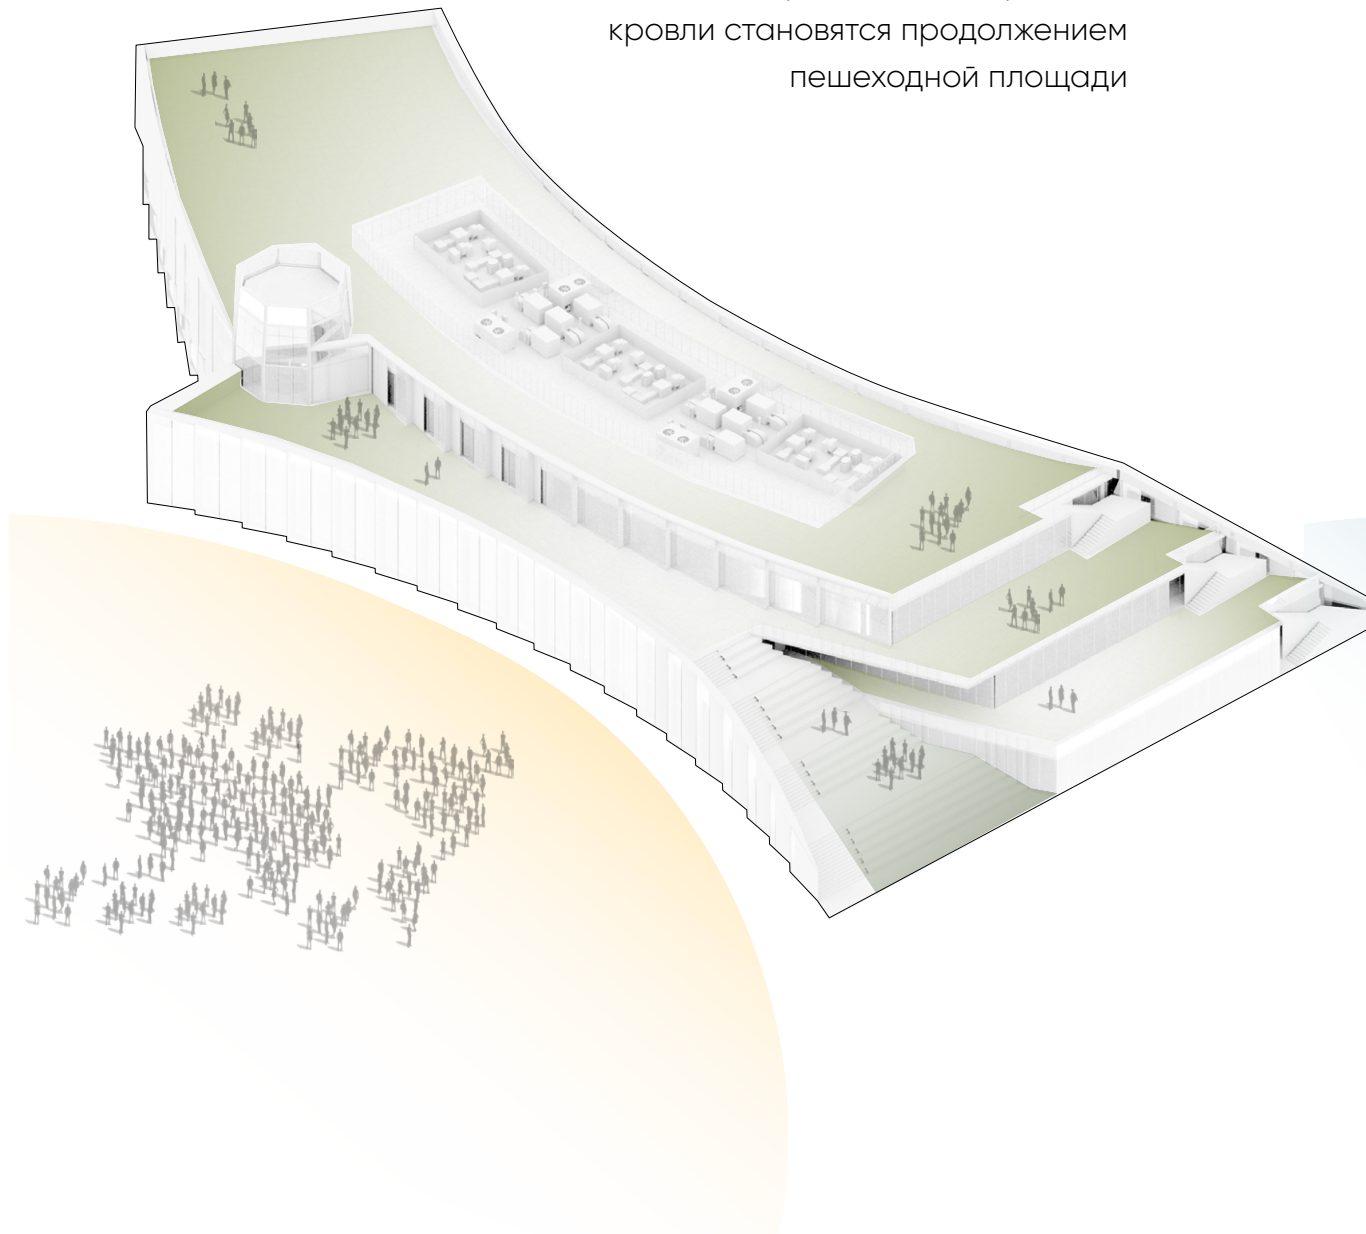 кровли становятся продолжением
пешеходной площади